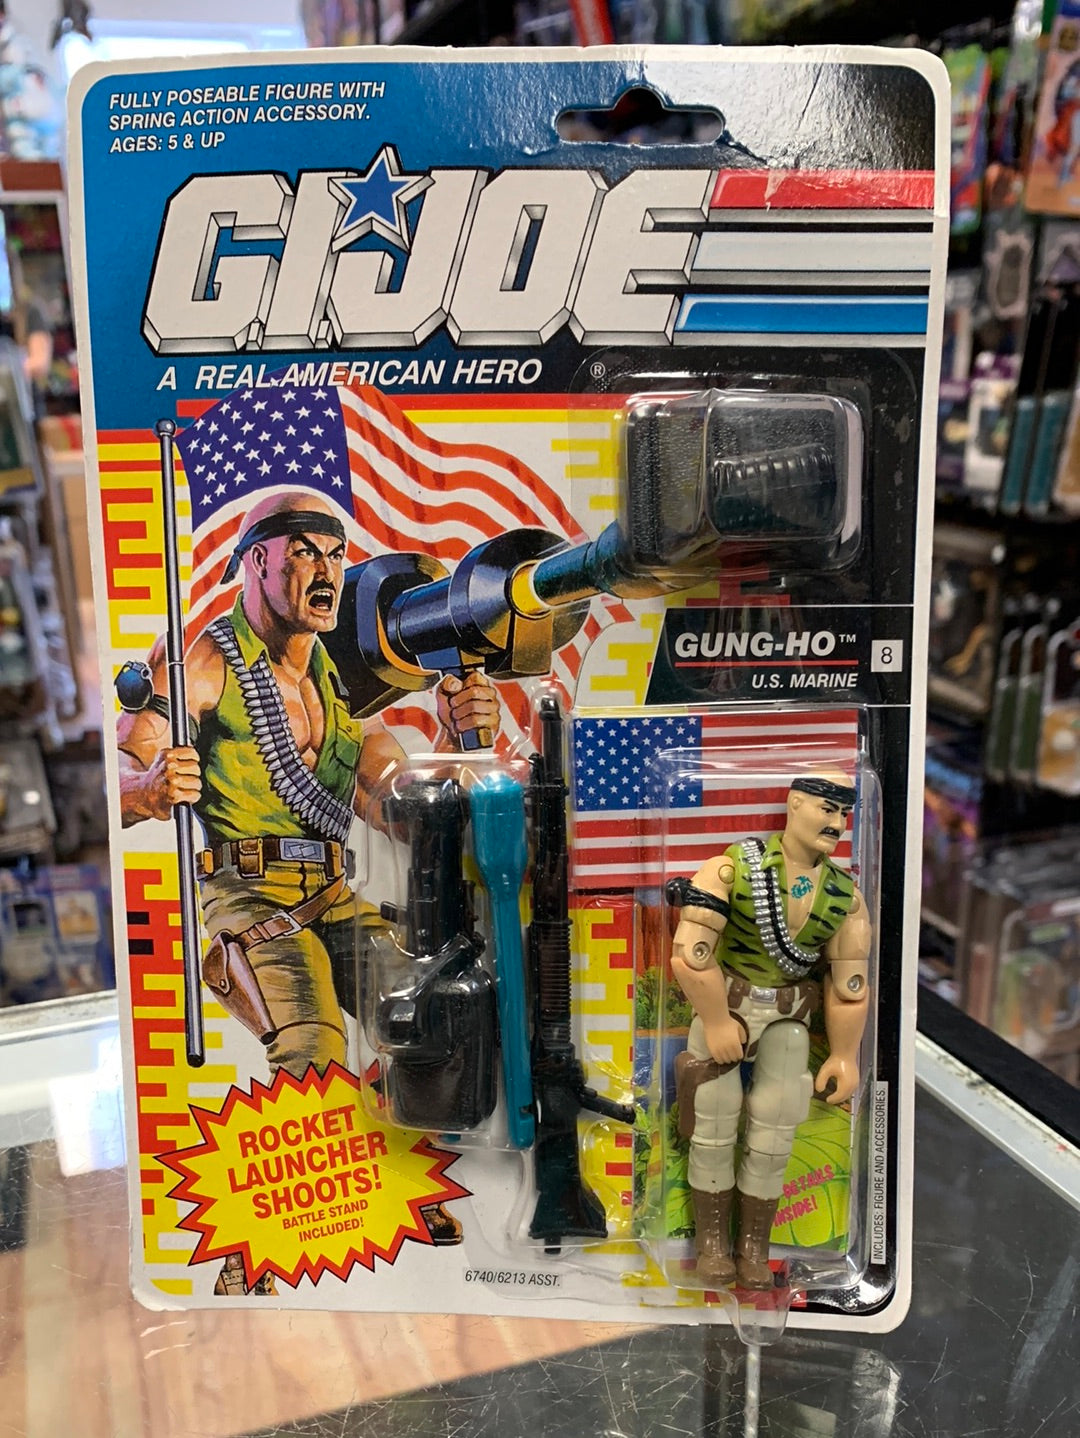 FULLY POSEABLE FIGURE WITH
SPRING ACTION ACCESSORY.
AGES: 5 & UP
G.I. JOE
A REAL AMERICAN HERO ®
GUNG-HO™
8
U.S. MARINE
ROCKET
LAUNCHER
SHOOTS!
BATTLE STAND
INCLUDED!
DETAILS
INSIDE!
INCLUDES: FIGURE AND ACCESSORIES
6740/6213 ASST.